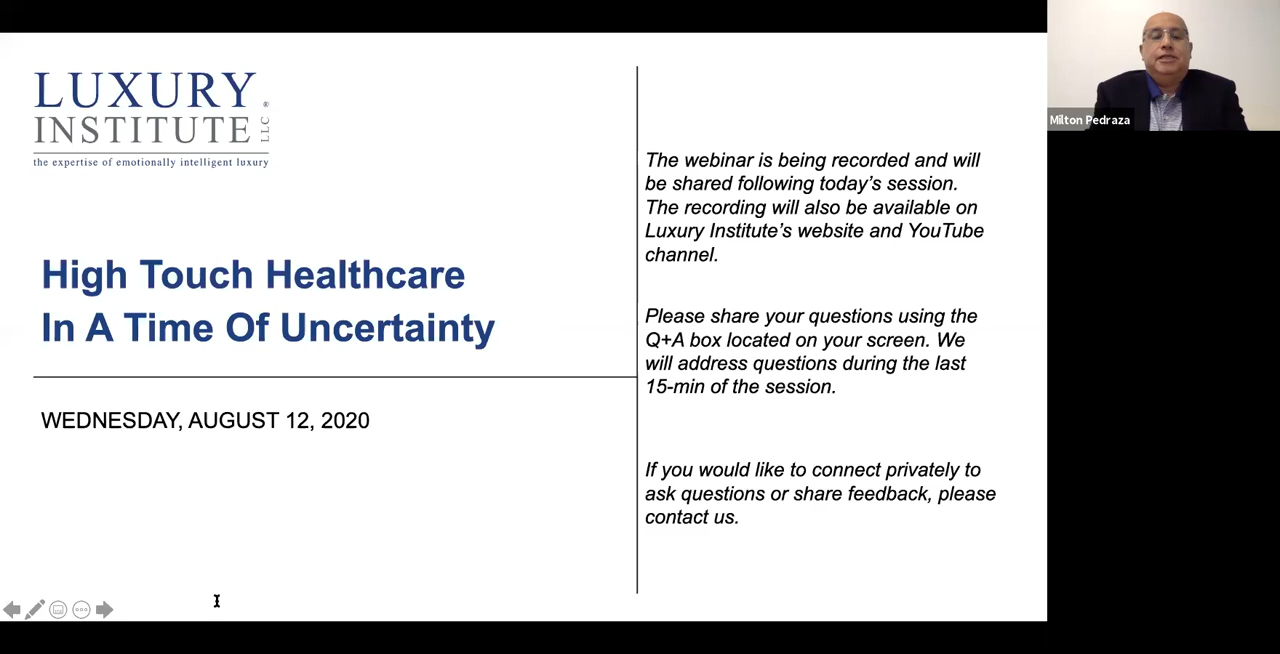 LUXURY
INSTITUTE LLC ®
the expertise of emotionally intelligent luxury
High Touch Healthcare
In A Time Of Uncertainty
WEDNESDAY, AUGUST 12, 2020
The webinar is being recorded and will
be shared following today’s session.
The recording will also be available on
Luxury Institute’s website and YouTube
channel.
Please share your questions using the
Q+A box located on your screen. We
will address questions during the last
15-min of the session.
If you would like to connect privately to
ask questions or share feedback, please
contact us.
Milton Pedraza